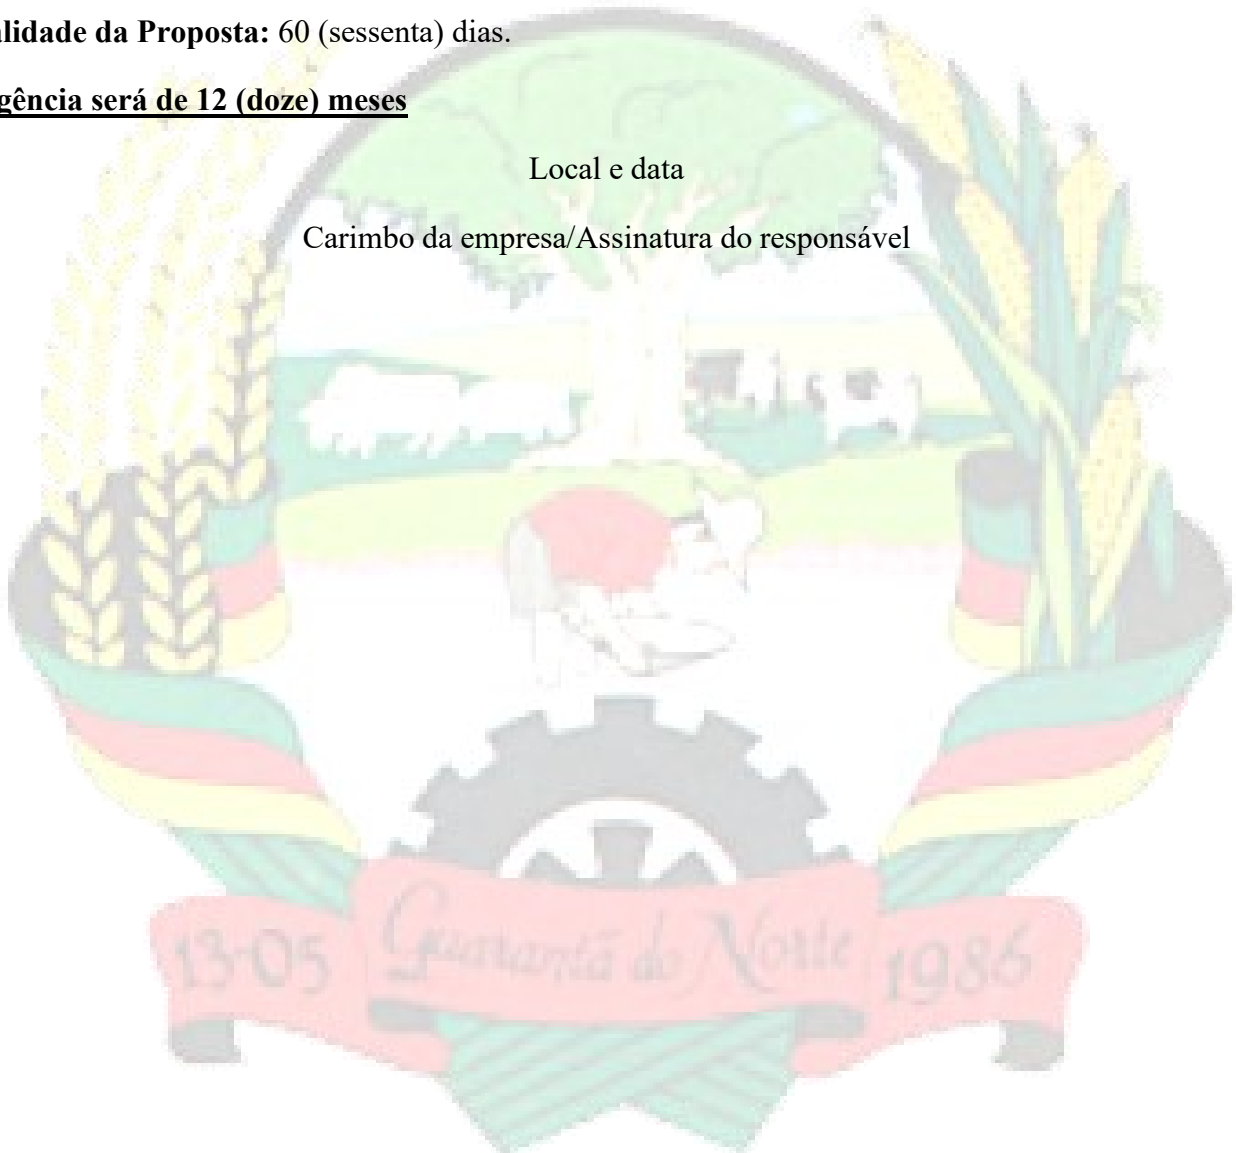 alidade da Proposta: 60 (sessenta) dias.
gência será de 12 (doze) meses
Local e data
Carimbo da empresa/Assinatura do responsável
13-05 Guarantã do Norte 1986